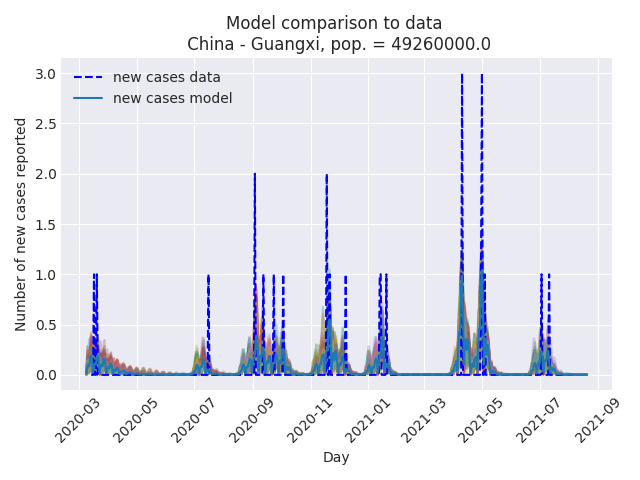 Model comparison to data
China - Guangxi, pop. = 49260000.0
new cases data
new cases model
Number of new cases reported
3.0
2.5
2.0
1.5
1.0
0.5
0.0
2020-03
2020-05
2020-07
2020-09
2020-11
2021-01
2021-03
2021-05
2021-07
2021-09
Day